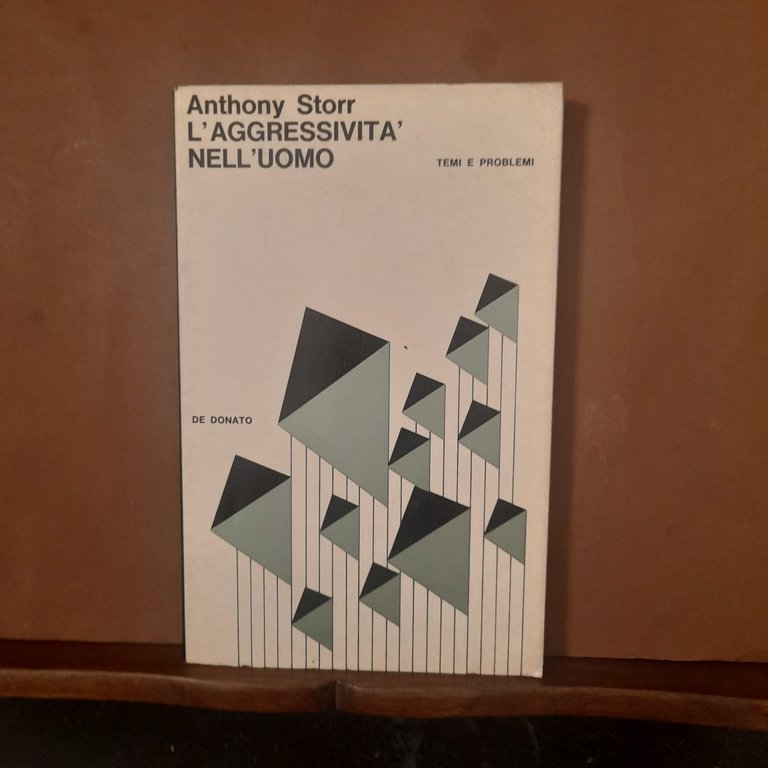 Anthony Storr
L'AGGRESSIVITA'
NELL'UOMO
TEMI E PROBLEMI
DE DONATO